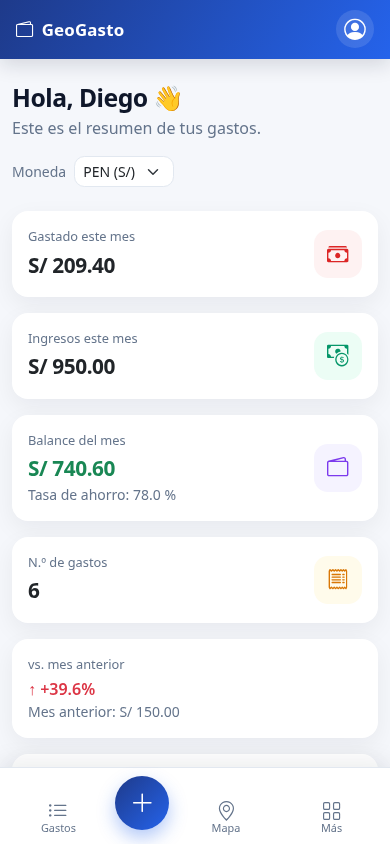 GeoGasto
Hola, Diego 👋
Este es el resumen de tus gastos.
Moneda PEN (S/)
Gastado este mes
S/ 209.40
Ingresos este mes
S/ 950.00
Balance del mes
S/ 740.60
Tasa de ahorro: 78.0 %
N.º de gastos
6
vs. mes anterior
↑ +39.6%
Mes anterior: S/ 150.00
Gastos Mapa Más